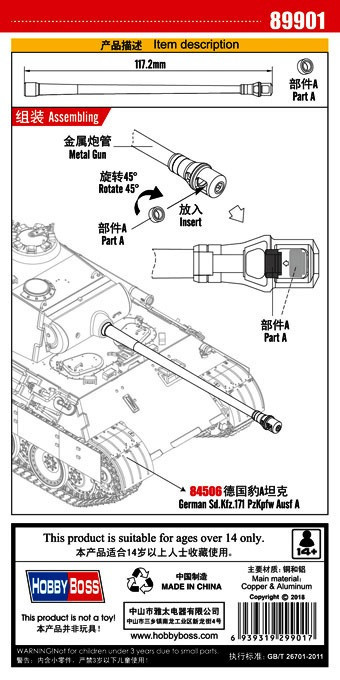 89901
产品描述 Item description
117.2mm
部件A
Part A
组装 Assembling
金属炮管
Metal Gun
旋转45°
Rotate 45°
放入
Insert
部件A
Part A
部件A
Part A
84506 德国豹A坦克
German Sd.Kfz.171 PzKpfw Ausf A
This product is suitable for ages over 14 only.
本产品适合14岁以上人士收藏使用。
14+
HOBBY BOSS
This product is not a toy!
本产品并非玩具!
中国制造
MADE IN CHINA
中山市雅太电器有限公司
中山市三乡镇南龙工业区新龙街4号
www.hobbyboss.com
主要材质: 铜和铝
Main material:
Copper & Aluminum
Copyright © 2018
6 939319 299017
WARNING!Not for children under 3 years due to small parts.
警告: 内含小零件, 严禁3岁以下儿童使用!
执行标准: GB/T 26701-2011